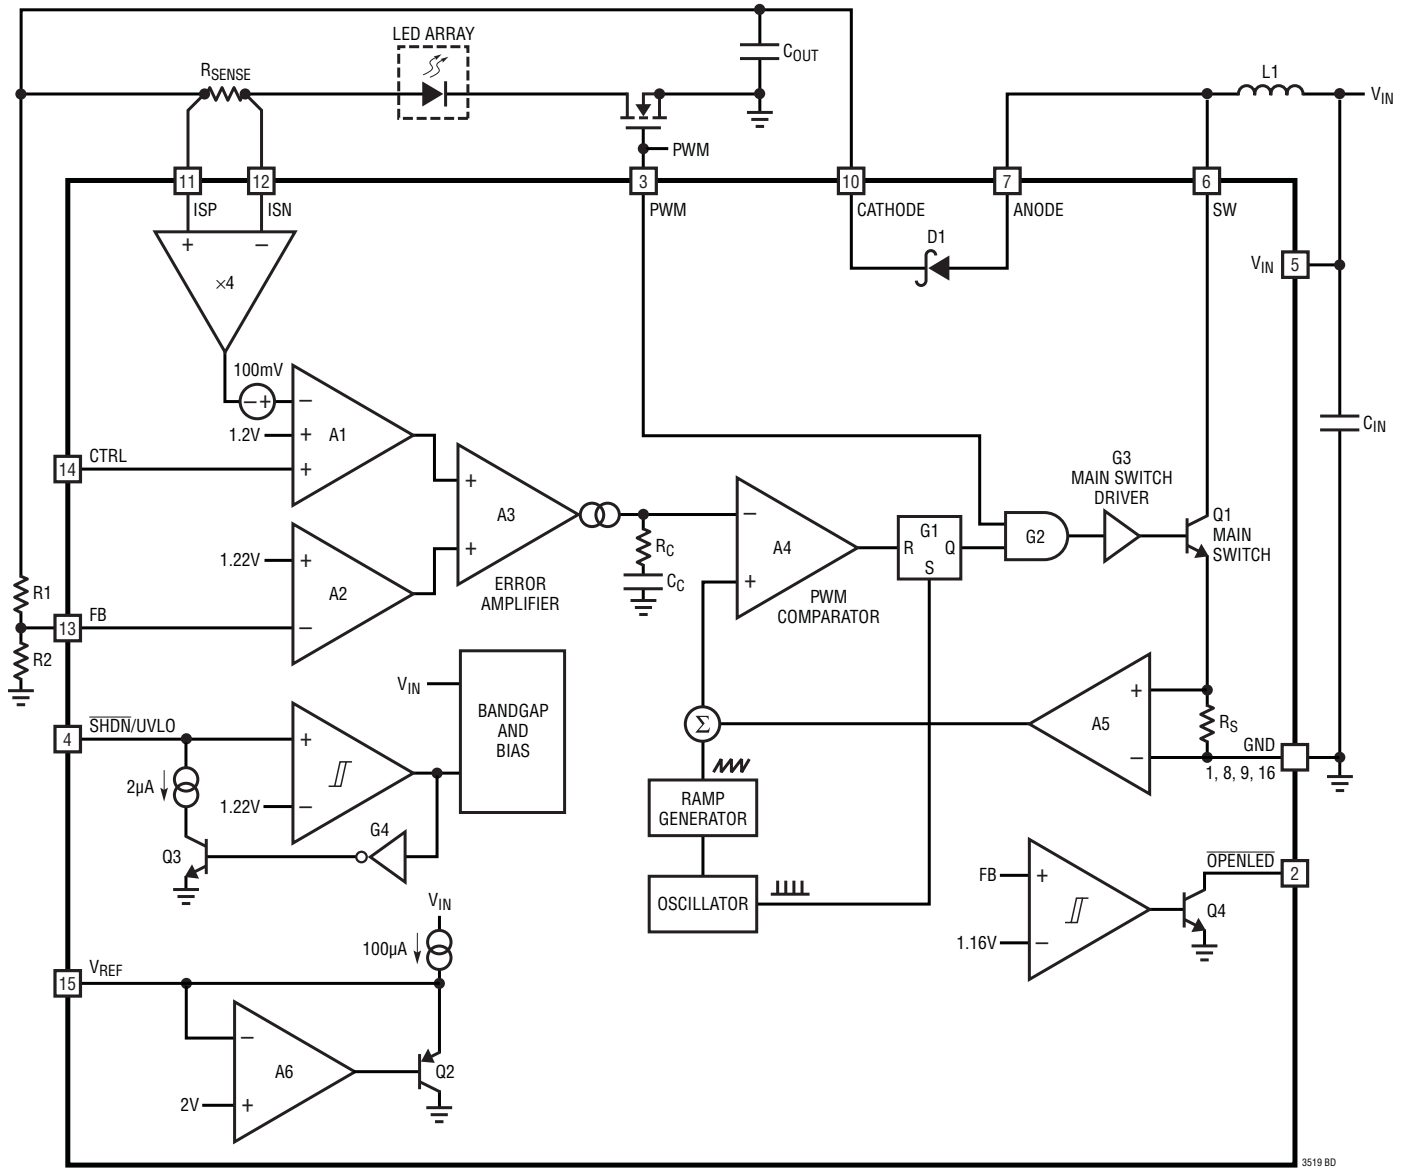 LED ARRAY
RSENSE
COUT
L1
VIN
PWM
11
12
3
10
7
6
ISP
ISN
PWM
CATHODE
ANODE
SW
D1
+
−
×4
VIN
5
100mV
− +
−
1.2V
+
A1
CTRL
14
+
CIN
G3
MAIN SWITCH
DRIVER
+
A3
−
G1
R
Q
S
G2
Q1
MAIN
SWITCH
A4
RC
1.22V
+
+
A2
ERROR
AMPLIFIER
CC
+
PWM
COMPARATOR
R1
FB
13
−
R2
VIN
BANDGAP
AND
BIAS
SHDN/UVLO
4
+
Σ
+
A5
RS
−
GND
1, 8, 9, 16
2µA
1.22V
−
RAMP
GENERATOR
G4
Q3
OPENLED
2
FB
+
OSCILLATOR
VIN
Q4
1.16V
−
100µA
VREF
15
−
A6
Q2
2V
+
3519 BD